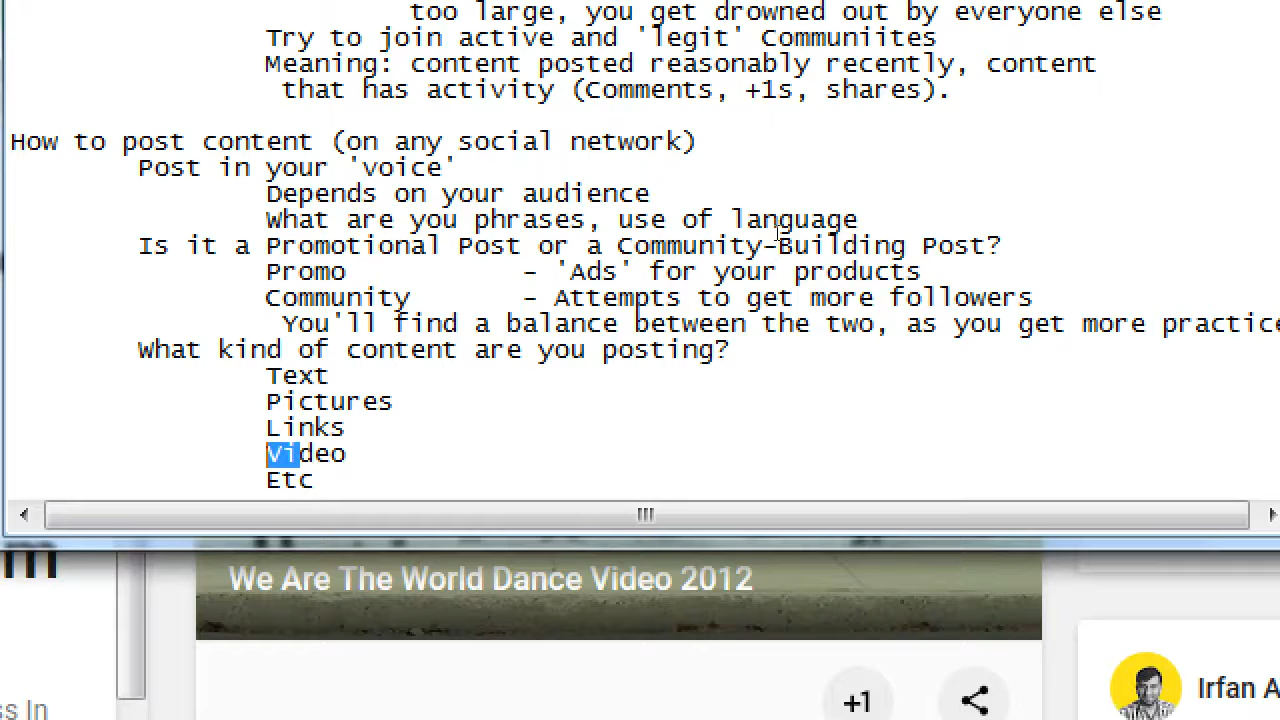 too large, you get drowned out by everyone else
Try to join active and 'legit' Communiites
Meaning: content posted reasonably recently, content
that has activity (Comments, +1s, shares).
How to post content (on any social network)
Post in your 'voice'
Depends on your audience
What are you phrases, use of language
Is it a Promotional Post or a Community-Building Post?
Promo - 'Ads' for your products
Community - Attempts to get more followers
You'll find a balance between the two, as you get more practice
What kind of content are you posting?
Text
Pictures
Links
Video
Etc
We Are The World Dance Video 2012
+1
Irfan A
ss In